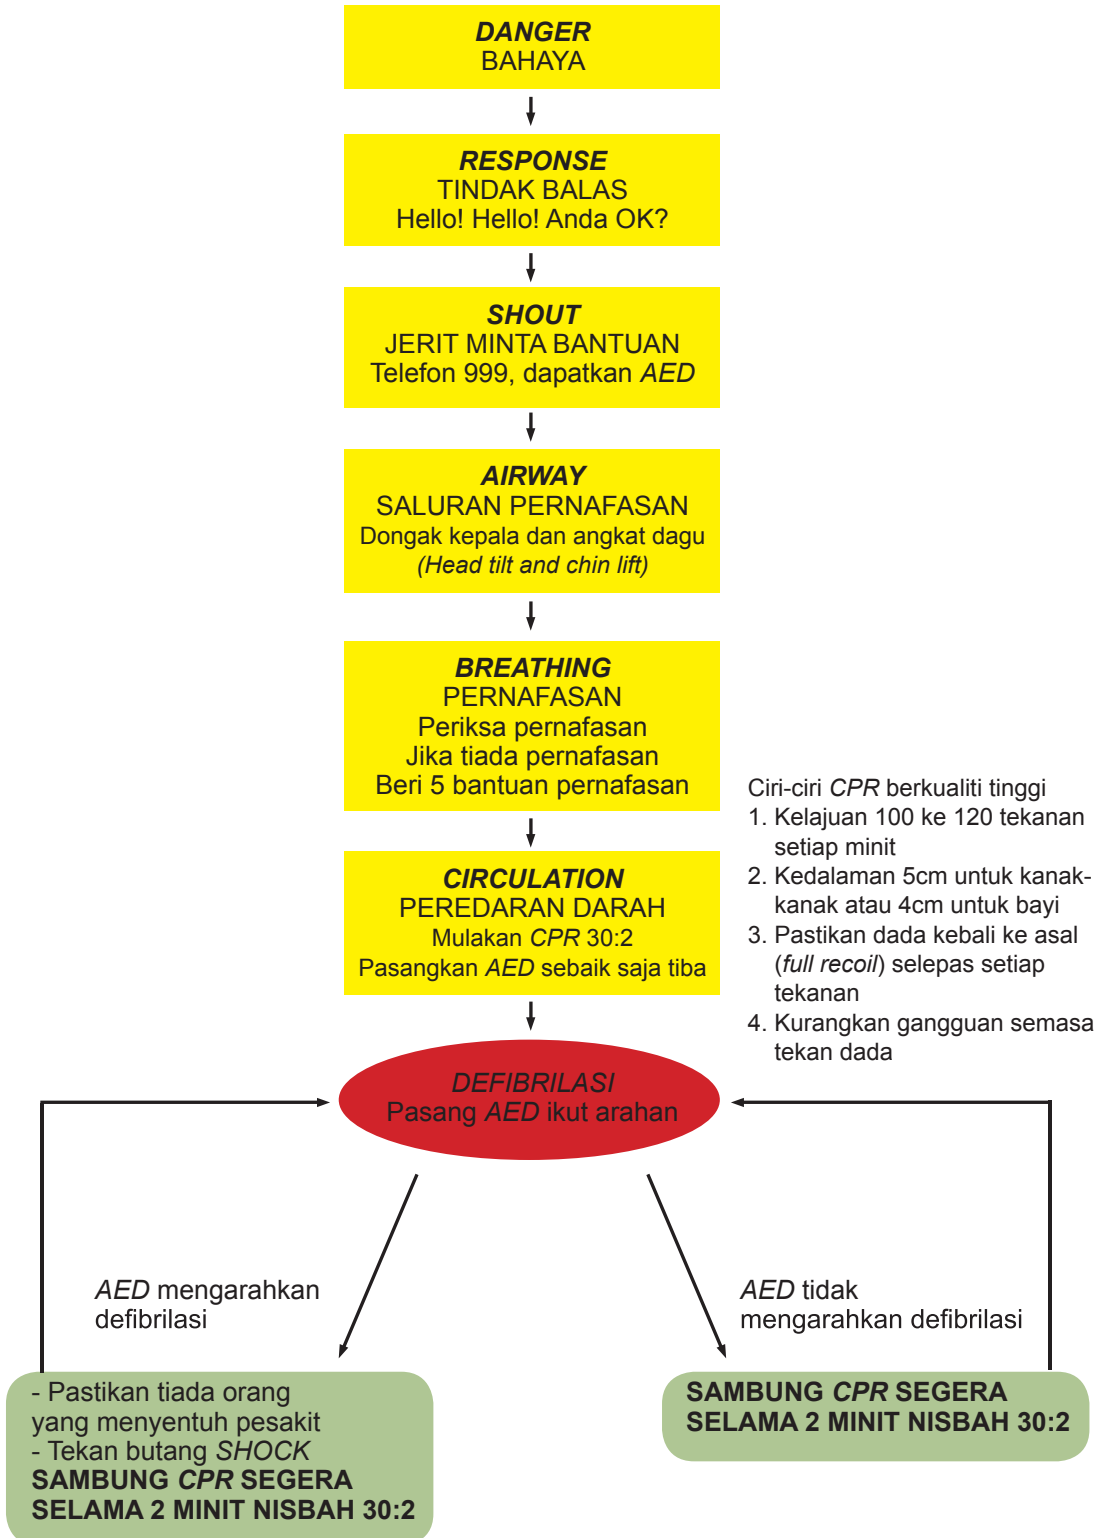 DANGER
BAHAYA
RESPONSE
TINDAK BALAS
Hello! Hello! Anda OK?
SHOUT
JERIT MINTA BANTUAN
Telefon 999, dapatkan AED
AIRWAY
SALURAN PERNAFASAN
Dongak kepala dan angkat dagu
(Head tilt and chin lift)
BREATHING
PERNAFASAN
Periksa pernafasan
Jika tiada pernafasan
Beri 5 bantuan pernafasan
CIRCULATION
PEREDARAN DARAH
Mulakan CPR 30:2
Pasangkan AED sebaik saja tiba
Ciri-ciri CPR berkualiti tinggi
1. Kelajuan 100 ke 120 tekanan
setiap minit
2. Kedalaman 5cm untuk kanak-
kanak atau 4cm untuk bayi
3. Pastikan dada kebali ke asal
(full recoil) selepas setiap
tekanan
4. Kurangkan gangguan semasa
tekan dada
DEFIBRILASI
Pasang AED ikut arahan
AED mengarahkan
defibrilasi
AED tidak
mengarahkan defibrilasi
- Pastikan tiada orang
yang menyentuh pesakit
- Tekan butang SHOCK
SAMBUNG CPR SEGERA
SELAMA 2 MINIT NISBAH 30:2
SAMBUNG CPR SEGERA
SELAMA 2 MINIT NISBAH 30:2